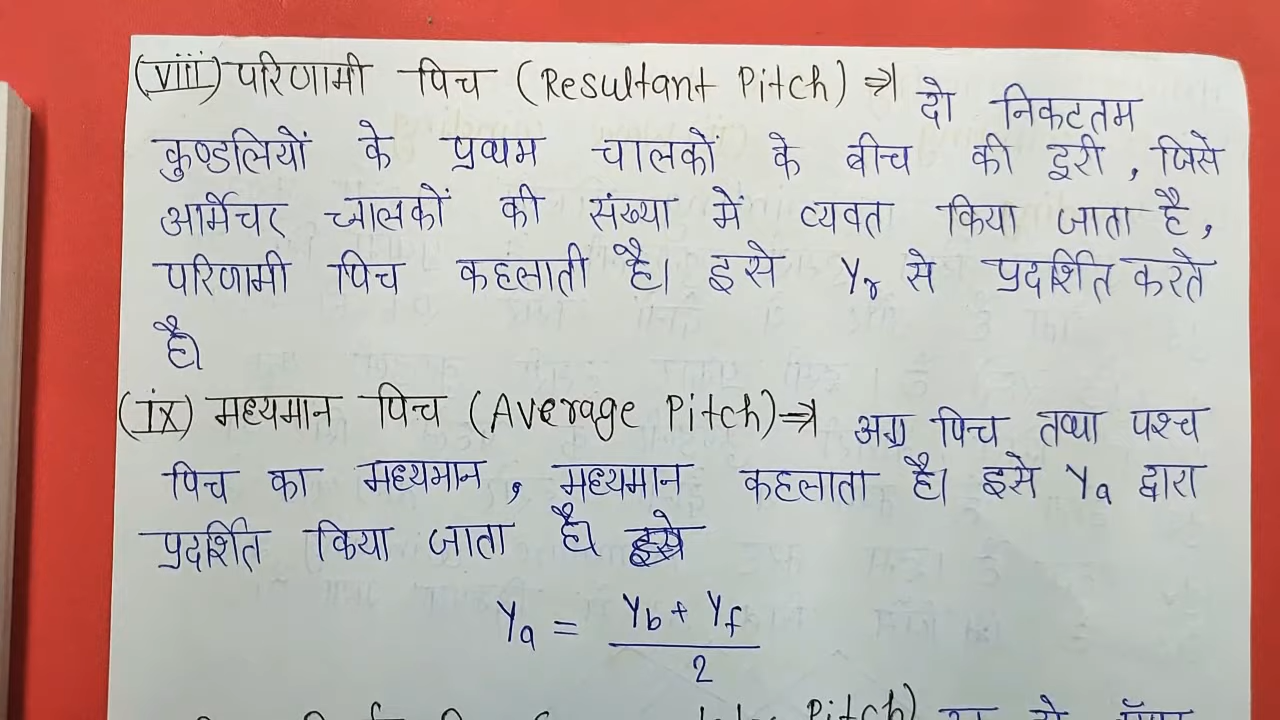 (viii) परिणामी पिच (Resultant Pitch) ⇒ दो निकटतम
कुण्डलियों के प्रथम चालकों के बीच की दूरी , जिसे
आर्मेचर चालकों की संख्या में व्यक्त किया जाता है,
परिणामी पिच कहलाती है। इसे Yr से प्रदर्शित करते
है।
(ix) मध्यमान पिच (Average Pitch) ⇒ अग्र पिच तथा पश्च
पिच का मध्यमान , मध्यमान कहलाता है। इसे Ya द्वारा
प्रदर्शित किया जाता है।
Ya = (Yb + Yf) / 2
Pitch)